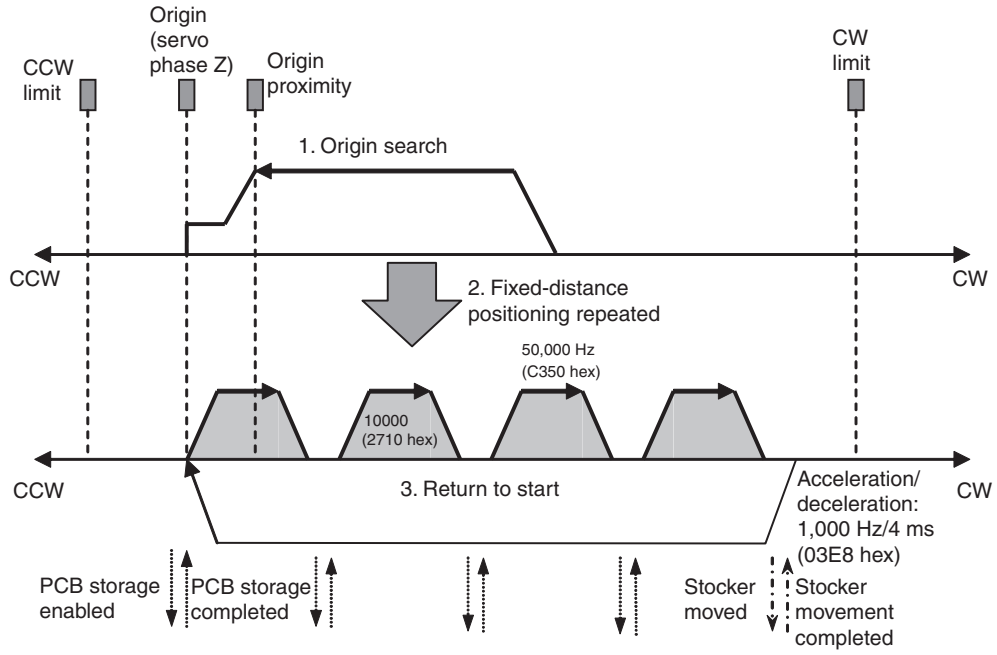 Origin
(servo
phase Z)
CCW
limit
Origin
proximity
CW
limit
1. Origin search
CCW
CW
2. Fixed-distance
positioning repeated
50,000 Hz
(C350 hex)
10000
(2710 hex)
CCW
CW
3. Return to start
Acceleration/
deceleration:
1,000 Hz/4 ms
(03E8 hex)
PCB storage
enabled
PCB storage
completed
Stocker
moved
Stocker
movement
completed